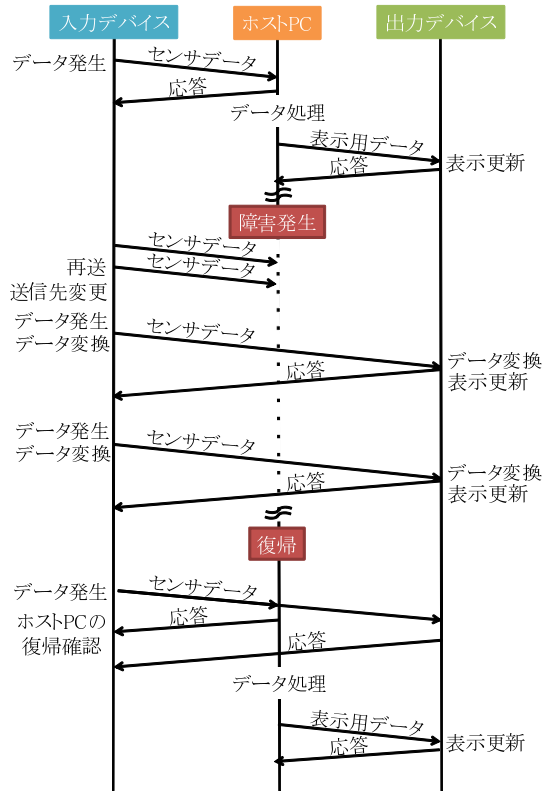 入力デバイス
ホストPC
出力デバイス
データ発生
センサデータ
応答
データ処理
表示用データ
応答
表示更新
障害発生
センサデータ
再送
センサデータ
送信先変更
データ発生
センサデータ
データ変換
データ変換
応答
表示更新
データ発生
センサデータ
データ変換
データ変換
応答
表示更新
復帰
データ発生
センサデータ
ホストPCの
応答
復帰確認
応答
データ処理
表示用データ
応答
表示更新